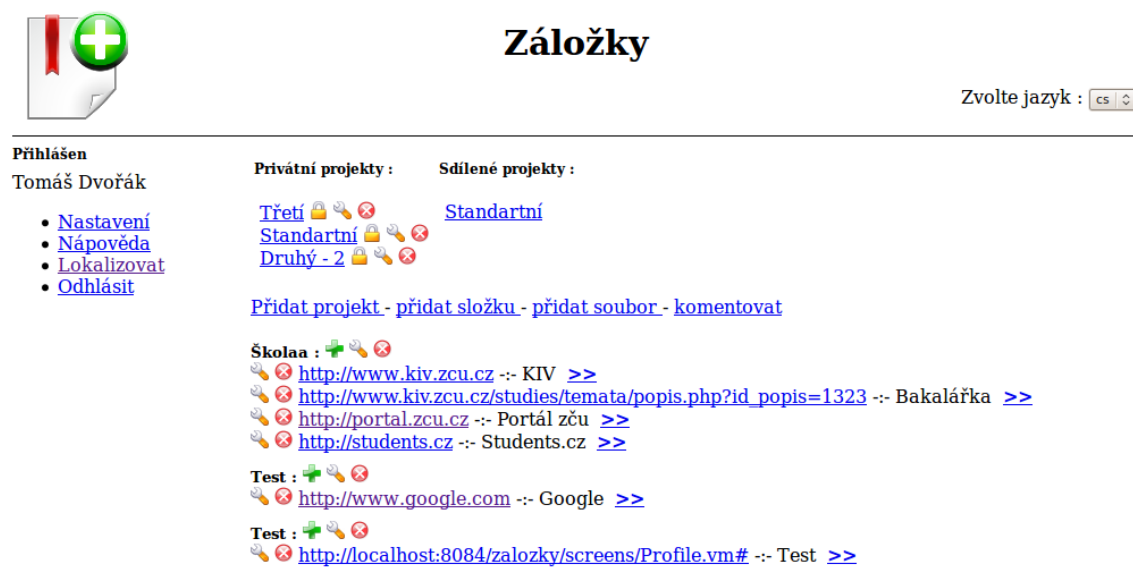 Záložky
Zvolte jazyk : cs
Přihlášen
Tomáš Dvořák
Nastavení
Nápověda
Lokalizovat
Odhlásit
Privátní projekty : Sdílené projekty :
Třetí Standartní
Standartní
Druhý - 2
Přidat projekt - přidat složku - přidat soubor - komentovat
Školaa :
http://www.kiv.zcu.cz -:- KIV >>
http://www.kiv.zcu.cz/studies/temata/popis.php?id_popis=1323 -:- Bakalářka >>
http://portal.zcu.cz -:- Portál zču >>
http://students.cz -:- Students.cz >>
Test :
http://www.google.com -:- Google >>
Test :
http://localhost:8084/zalozky/screens/Profile.vm# -:- Test >>